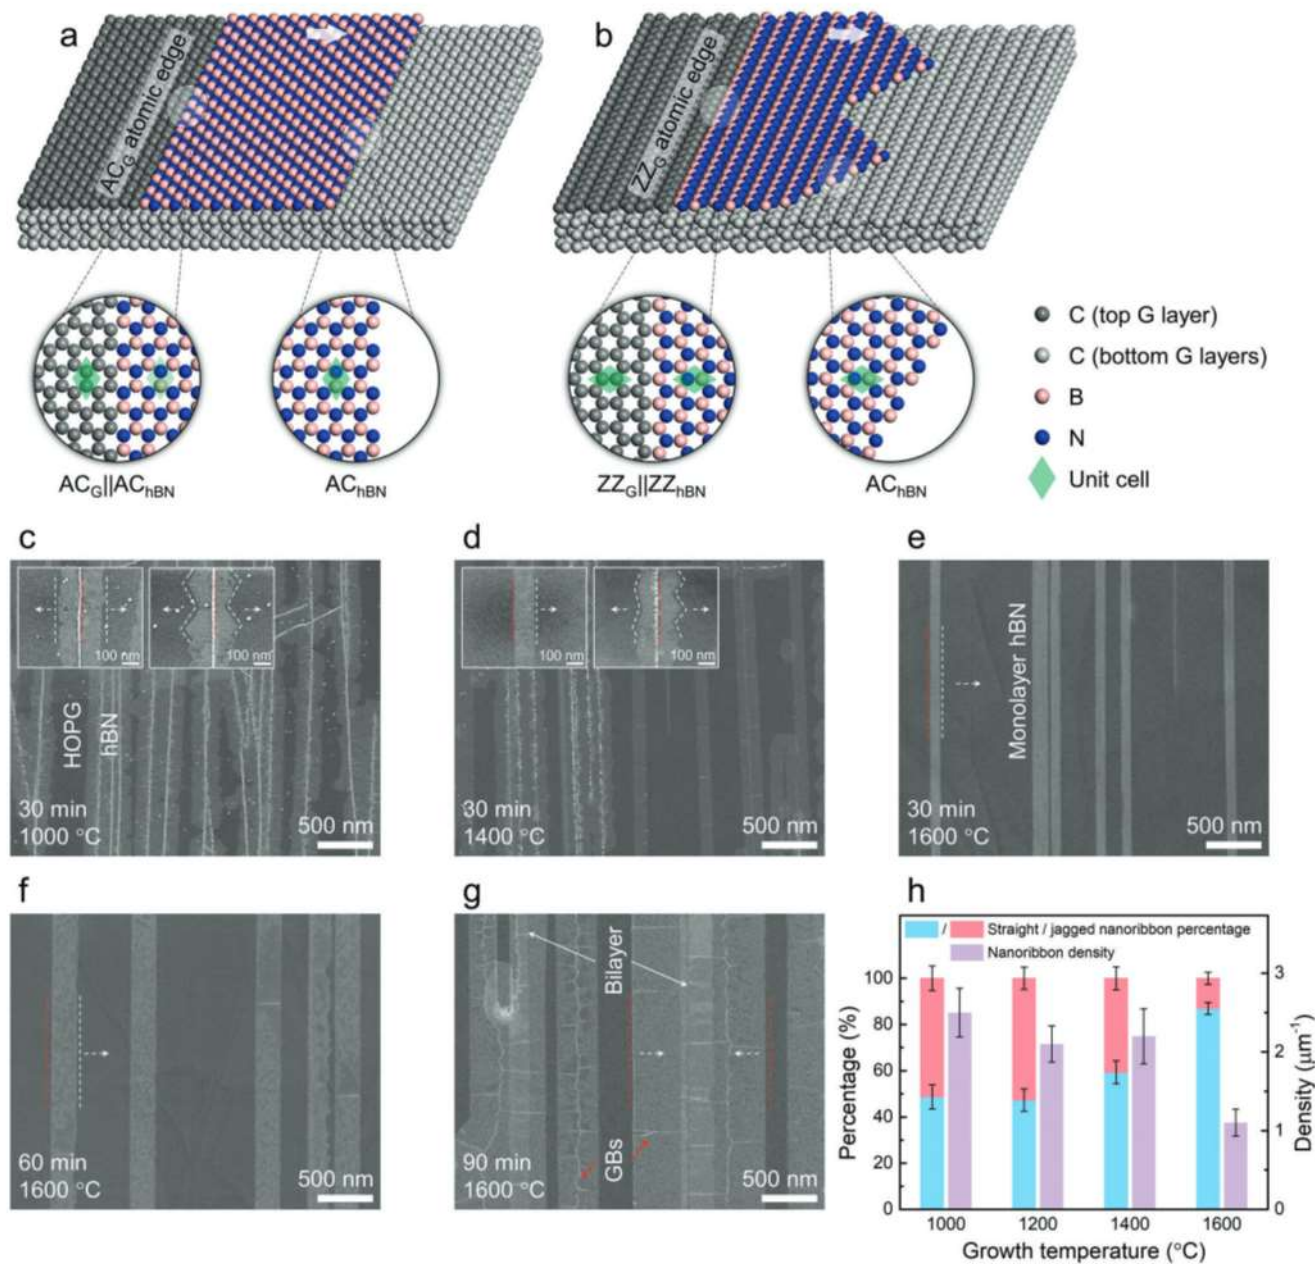 a
b
AC_G atomic edge
ZZ_G atomic edge
AC_G||AC_hBN
AC_hBN
ZZ_G||ZZ_hBN
AC_hBN
C (top G layer)
C (bottom G layers)
B
N
Unit cell
c
100 nm
100 nm
HOPG
hBN
30 min
1000 °C
500 nm
d
100 nm
100 nm
30 min
1400 °C
500 nm
e
Monolayer hBN
30 min
1600 °C
500 nm
f
60 min
1600 °C
500 nm
g
Bilayer
GBs
90 min
1600 °C
500 nm
h
/ Straight / jagged nanoribbon percentage
Nanoribbon density
Percentage (%)
100
80
60
40
20
0
3
2
1
0
Density (µm⁻¹)
1000 1200 1400 1600
Growth temperature (°C)